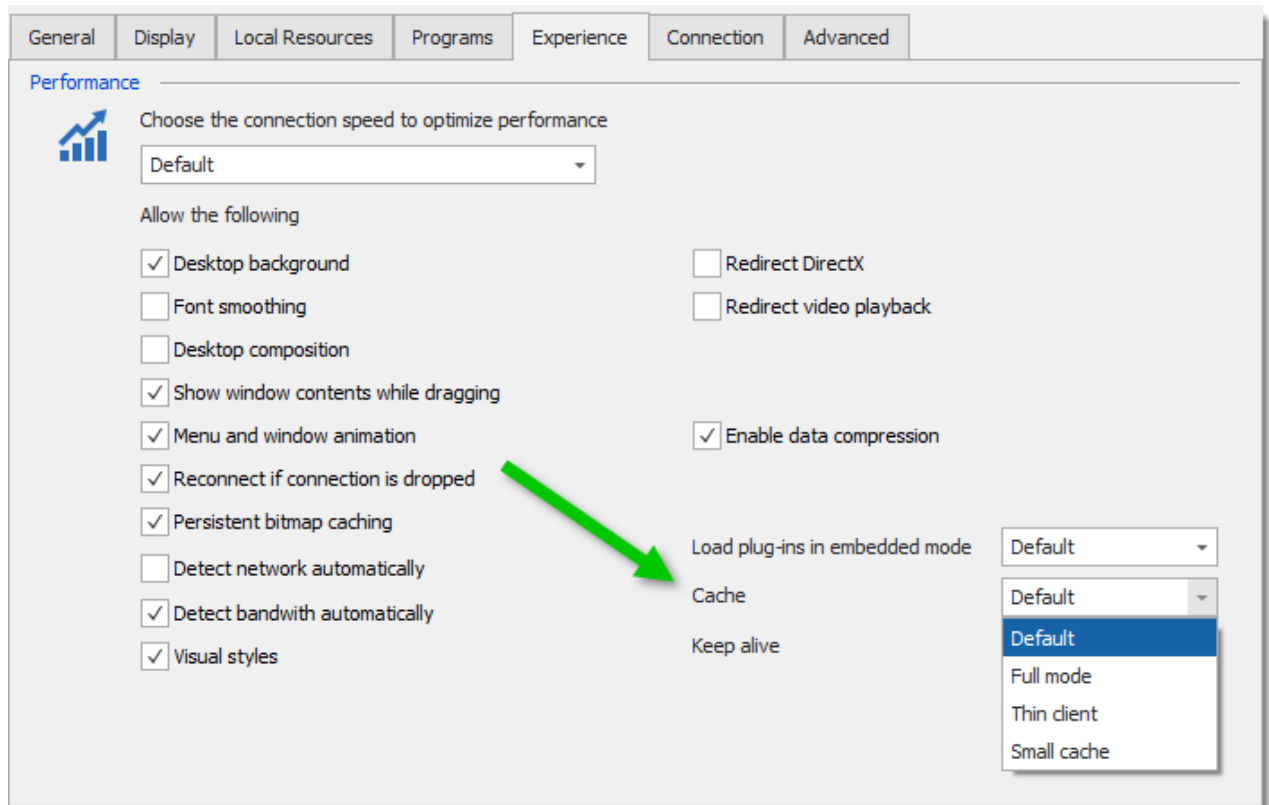 General Display Local Resources Programs Experience Connection Advanced
Performance
Choose the connection speed to optimize performance
Default
Allow the following
Desktop background
Font smoothing
Desktop composition
Show window contents while dragging
Menu and window animation
Reconnect if connection is dropped
Persistent bitmap caching
Detect network automatically
Detect bandwith automatically
Visual styles
Redirect DirectX
Redirect video playback
Enable data compression
Load plug-ins in embedded mode Default
Cache Default
Keep alive
Default
Full mode
Thin client
Small cache